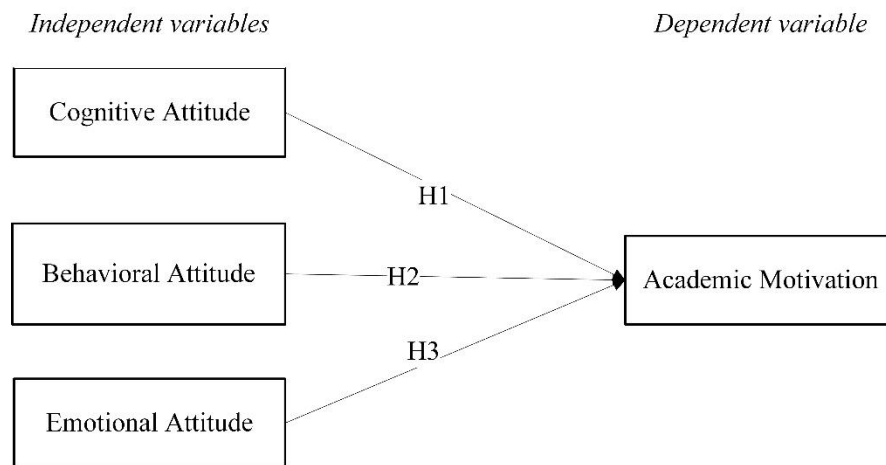 Independent variables
Dependent variable
Cognitive Attitude
H1
Behavioral Attitude
H2
Academic Motivation
H3
Emotional Attitude